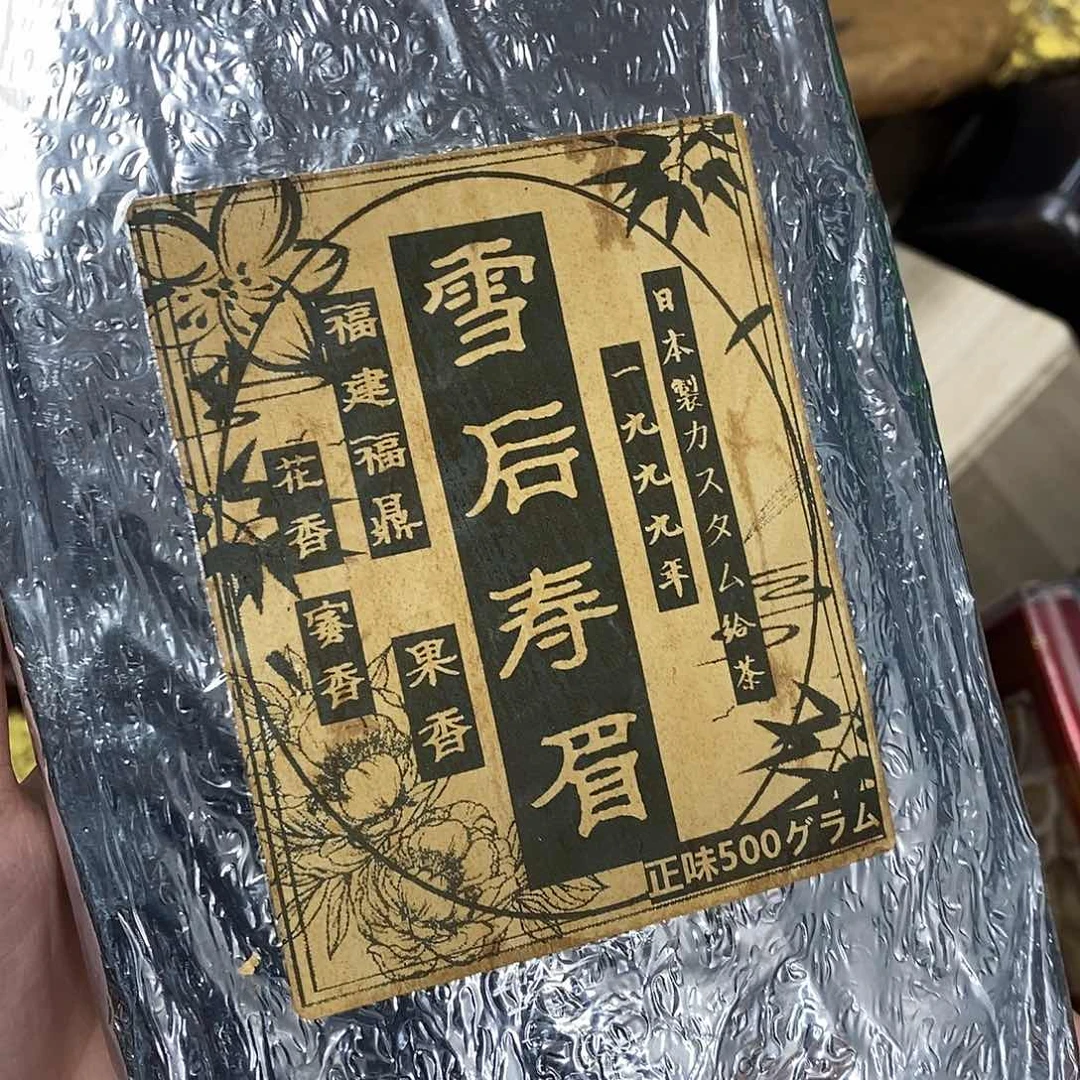 日本製カスタム給茶
一九九九年
雪后寿眉
福建福鼎
果香
花香
蜜香
正味500グラム